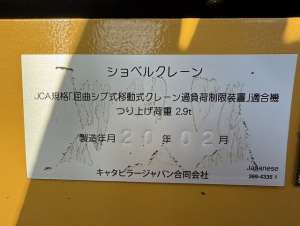 ショベルクレーン
JCA規格「屈曲ジブ式移動式クレーン過負荷制限装置」適合機
つり上げ荷重 2.9t
製造年月 2０ 年 02 月
キャタピラージャパン合同会社
Japanese